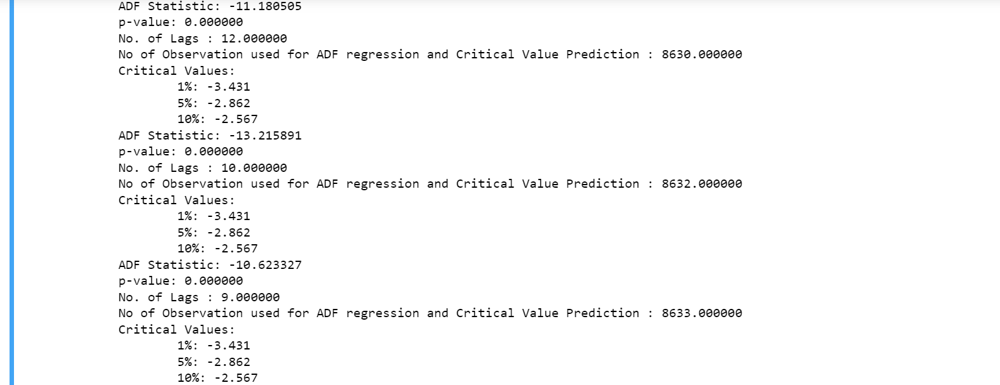 ADF Statistic: -11.180505
p-value: 0.000000
No. of Lags : 12.000000
No of Observation used for ADF regression and Critical Value Prediction : 8630.000000
Critical Values:
1%: -3.431
5%: -2.862
10%: -2.567
ADF Statistic: -13.215891
p-value: 0.000000
No. of Lags : 10.000000
No of Observation used for ADF regression and Critical Value Prediction : 8632.000000
Critical Values:
1%: -3.431
5%: -2.862
10%: -2.567
ADF Statistic: -10.623327
p-value: 0.000000
No. of Lags : 9.000000
No of Observation used for ADF regression and Critical Value Prediction : 8633.000000
Critical Values:
1%: -3.431
5%: -2.862
10%: -2.567